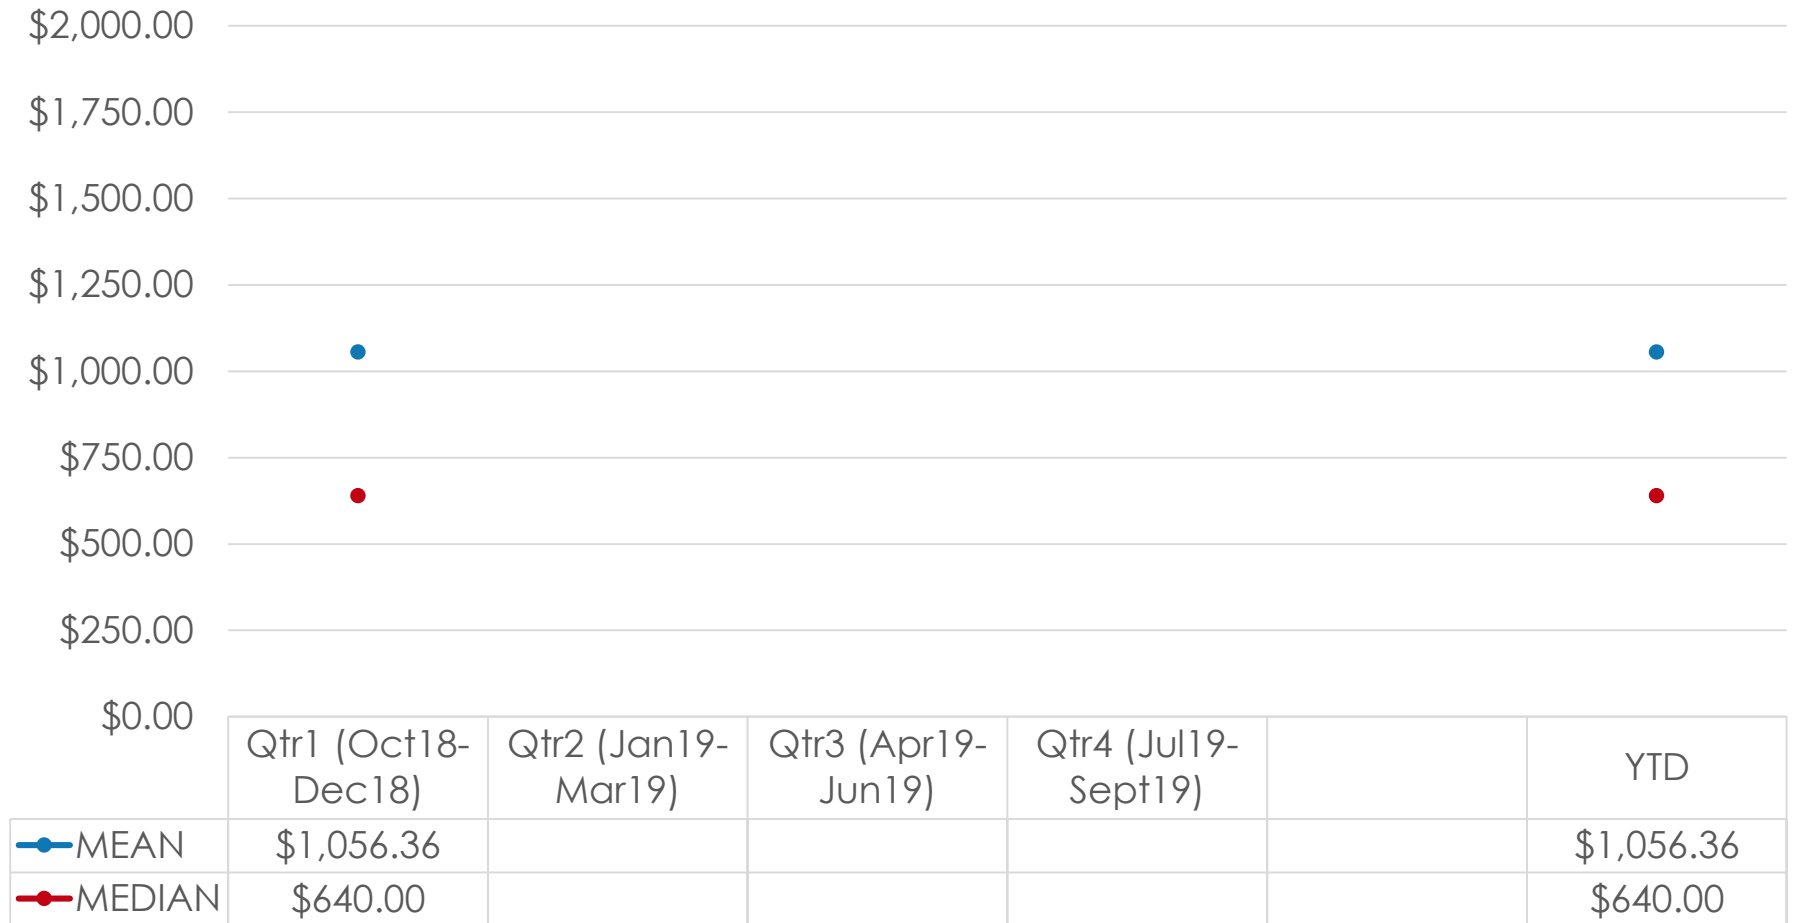 $2,000.00
$1,750.00
$1,500.00
$1,250.00
$1,000.00
$750.00
$500.00
$250.00
$0.00
Qtr1 (Oct18-
Dec18)
Qtr2 (Jan19-
Mar19)
Qtr3 (Apr19-
Jun19)
Qtr4 (Jul19-
Sept19)
YTD
MEAN $1,056.36 $1,056.36
MEDIAN $640.00 $640.00